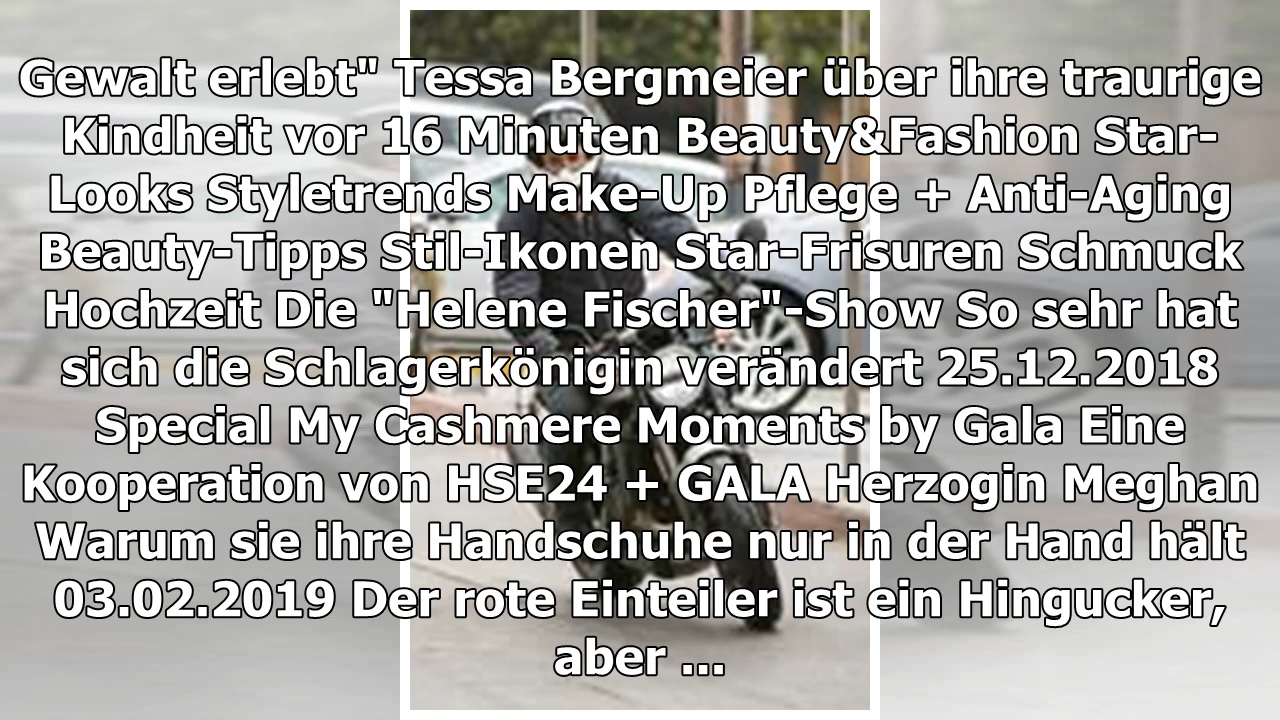 Gewalt erlebt" Tessa Bergmeier über ihre traurige
Kindheit vor 16 Minuten Beauty&Fashion Star-
Looks Styletrends Make-Up Pflege + Anti-Aging
Beauty-Tipps Stil-Ikonen Star-Frisuren Schmuck
Hochzeit Die "Helene Fischer"-Show So sehr hat
sich die Schlagerkönigin verändert 25.12.2018
Special My Cashmere Moments by Gala Eine
Kooperation von HSE24 + GALA Herzogin Meghan
Warum sie ihre Handschuhe nur in der Hand hält
03.02.2019 Der rote Einteiler ist ein Hingucker,
aber ...